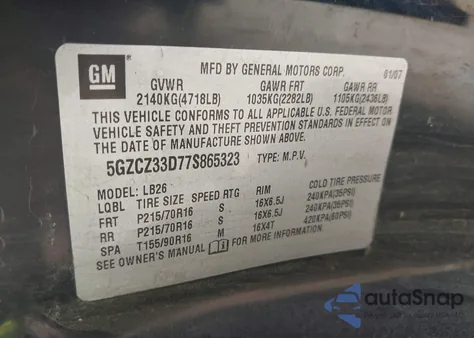 GM
MFD BY GENERAL MOTORS CORP. 01/07
GVWR GAWR FRT GAWR RR
2140KG(4718LB) 1035KG(2282LB) 1105KG(2436LB)
THIS VEHICLE CONFORMS TO ALL APPLICABLE U.S. FEDERAL MOTOR
VEHICLE SAFETY AND THEFT PREVENTION STANDARDS IN EFFECT ON
THE DATE OF MANUFACTURE SHOWN ABOVE.
5GZCZ33D77S865323 TYPE: M.P.V.
MODEL: LB26
LQBL TIRE SIZE SPEED RTG RIM COLD TIRE PRESSURE
FRT P215/70R16 S 16X6.5J 240KPA(35PSI)
RR P215/70R16 S 16X6.5J 240KPA(35PSI)
SPA T155/90R16 M 16X4T 420KPA(60PSI)
SEE OWNER'S MANUAL FOR MORE INFORMATION.
autoSnap